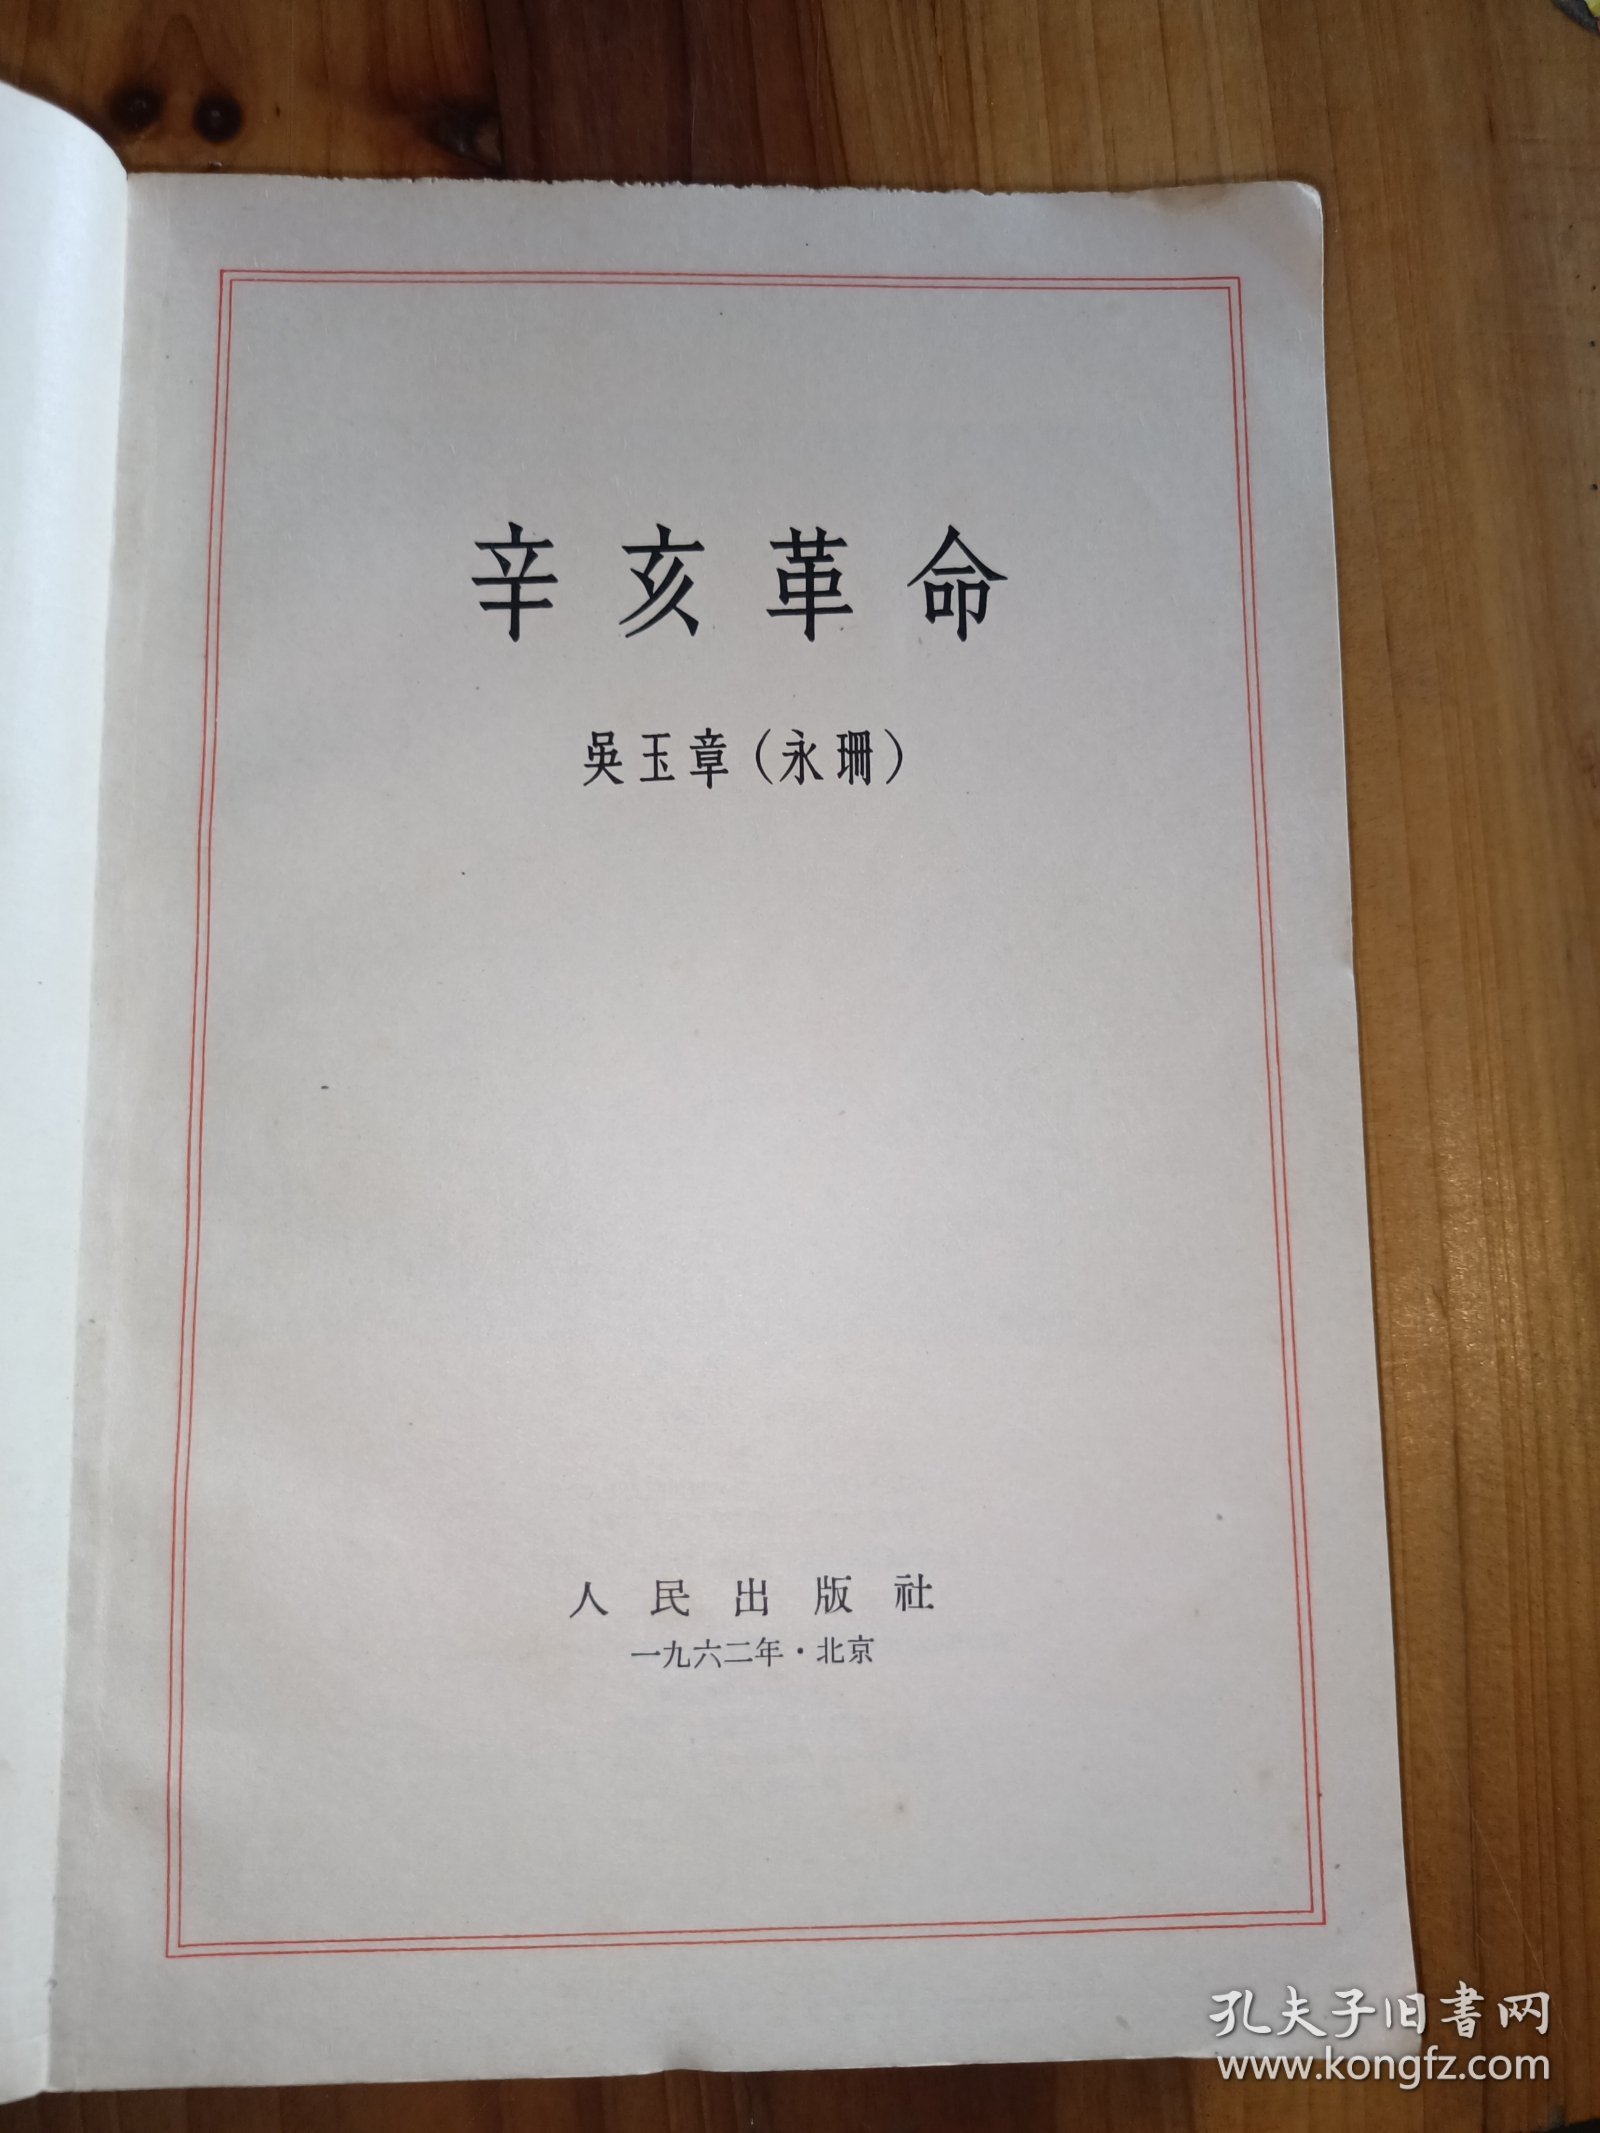 辛亥革命
吳玉章（永珊）
人民出版社
一九六二年·北京
孔夫子旧書网
www.kongfz.com